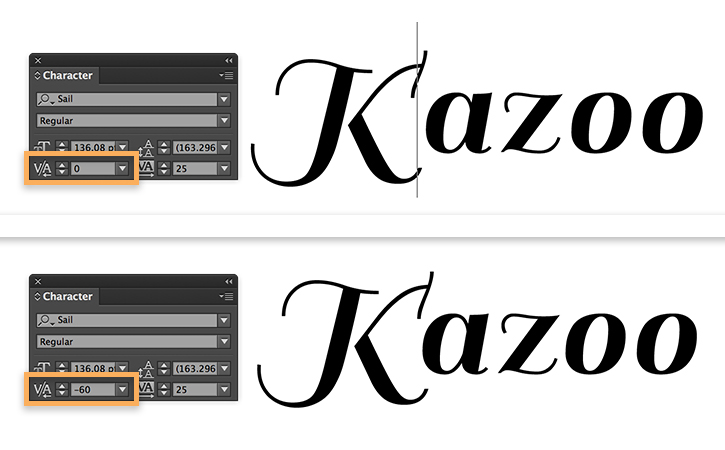 Character
Sail
Regular
136.08 p (163.296
0 25
Kazoo
Character
Sail
Regular
136.08 p (163.296
-60 25
Kazoo